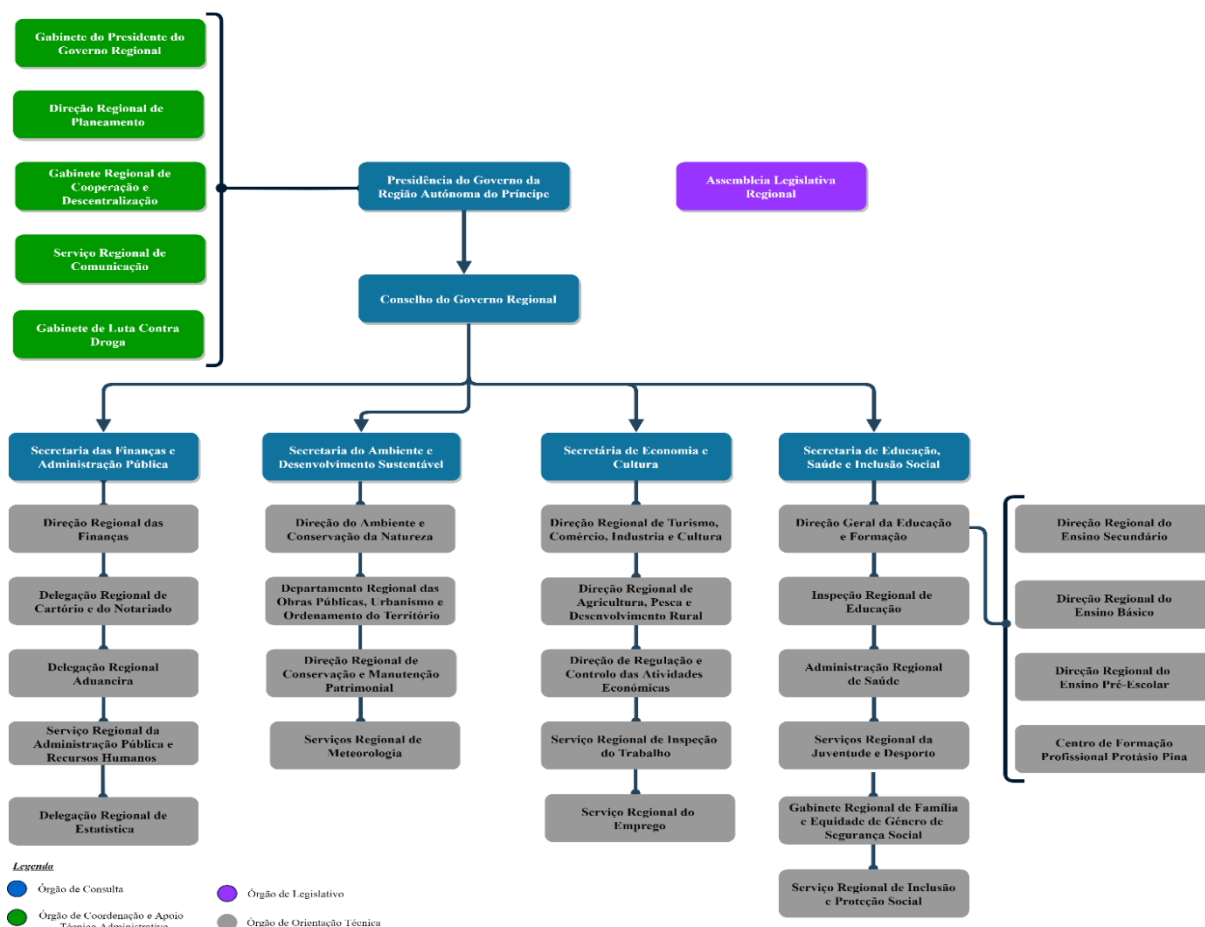 Gabinete do Presidente do
Governo Regional
Direção Regional de
Planeamento
Gabinete Regional de
Cooperação e
Descentralização
Serviço Regional de
Comunicação
Gabinete de Luta Contra
Droga
Presidência do Governo da
Região Autónoma do Príncipe
Assembleia Legislativa
Regional
Conselho do Governo Regional
Secretaria das Finanças e
Administração Pública
Direção Regional das
Finanças
Delegação Regional de
Cartório e do Notariado
Delegação Regional
Aduaneira
Serviço Regional da
Administração Pública e
Recursos Humanos
Delegação Regional de
Estatística
Secretaria do Ambiente e
Desenvolvimento Sustentável
Direção do Ambiente e
Conservação da Natureza
Departamento Regional das
Obras Públicas, Urbanismo e
Ordenamento do Território
Direção Regional de
Conservação e Manutenção
Patrimonial
Serviços Regional de
Meteorologia
Secretária de Economia e
Cultura
Direção Regional de Turismo,
Comércio, Industria e Cultura
Direção Regional de
Agricultura, Pesca e
Desenvolvimento Rural
Direção de Regulação e
Controlo das Atividades
Económicas
Serviço Regional de Inspeção
do Trabalho
Serviço Regional do
Emprego
Secretaria de Educação,
Saúde e Inclusão Social
Direção Geral da Educação
e Formação
Inspeção Regional de
Educação
Administração Regional
de Saúde
Serviços Regional da
Juventude e Desporto
Gabinete Regional de Família
e Equidade de Género de
Segurança Social
Serviço Regional de Inclusão
e Proteção Social
Direção Regional do
Ensino Secundário
Direção Regional do
Ensino Básico
Direção Regional do
Ensino Pré-Escolar
Centro de Formação
Profissional Protásio Pina
Legenda
Órgão de Consulta
Órgão de Coordenação e Apoio
Técnico Administrativo
Órgão de Legislativo
Órgão de Orientação Técnica